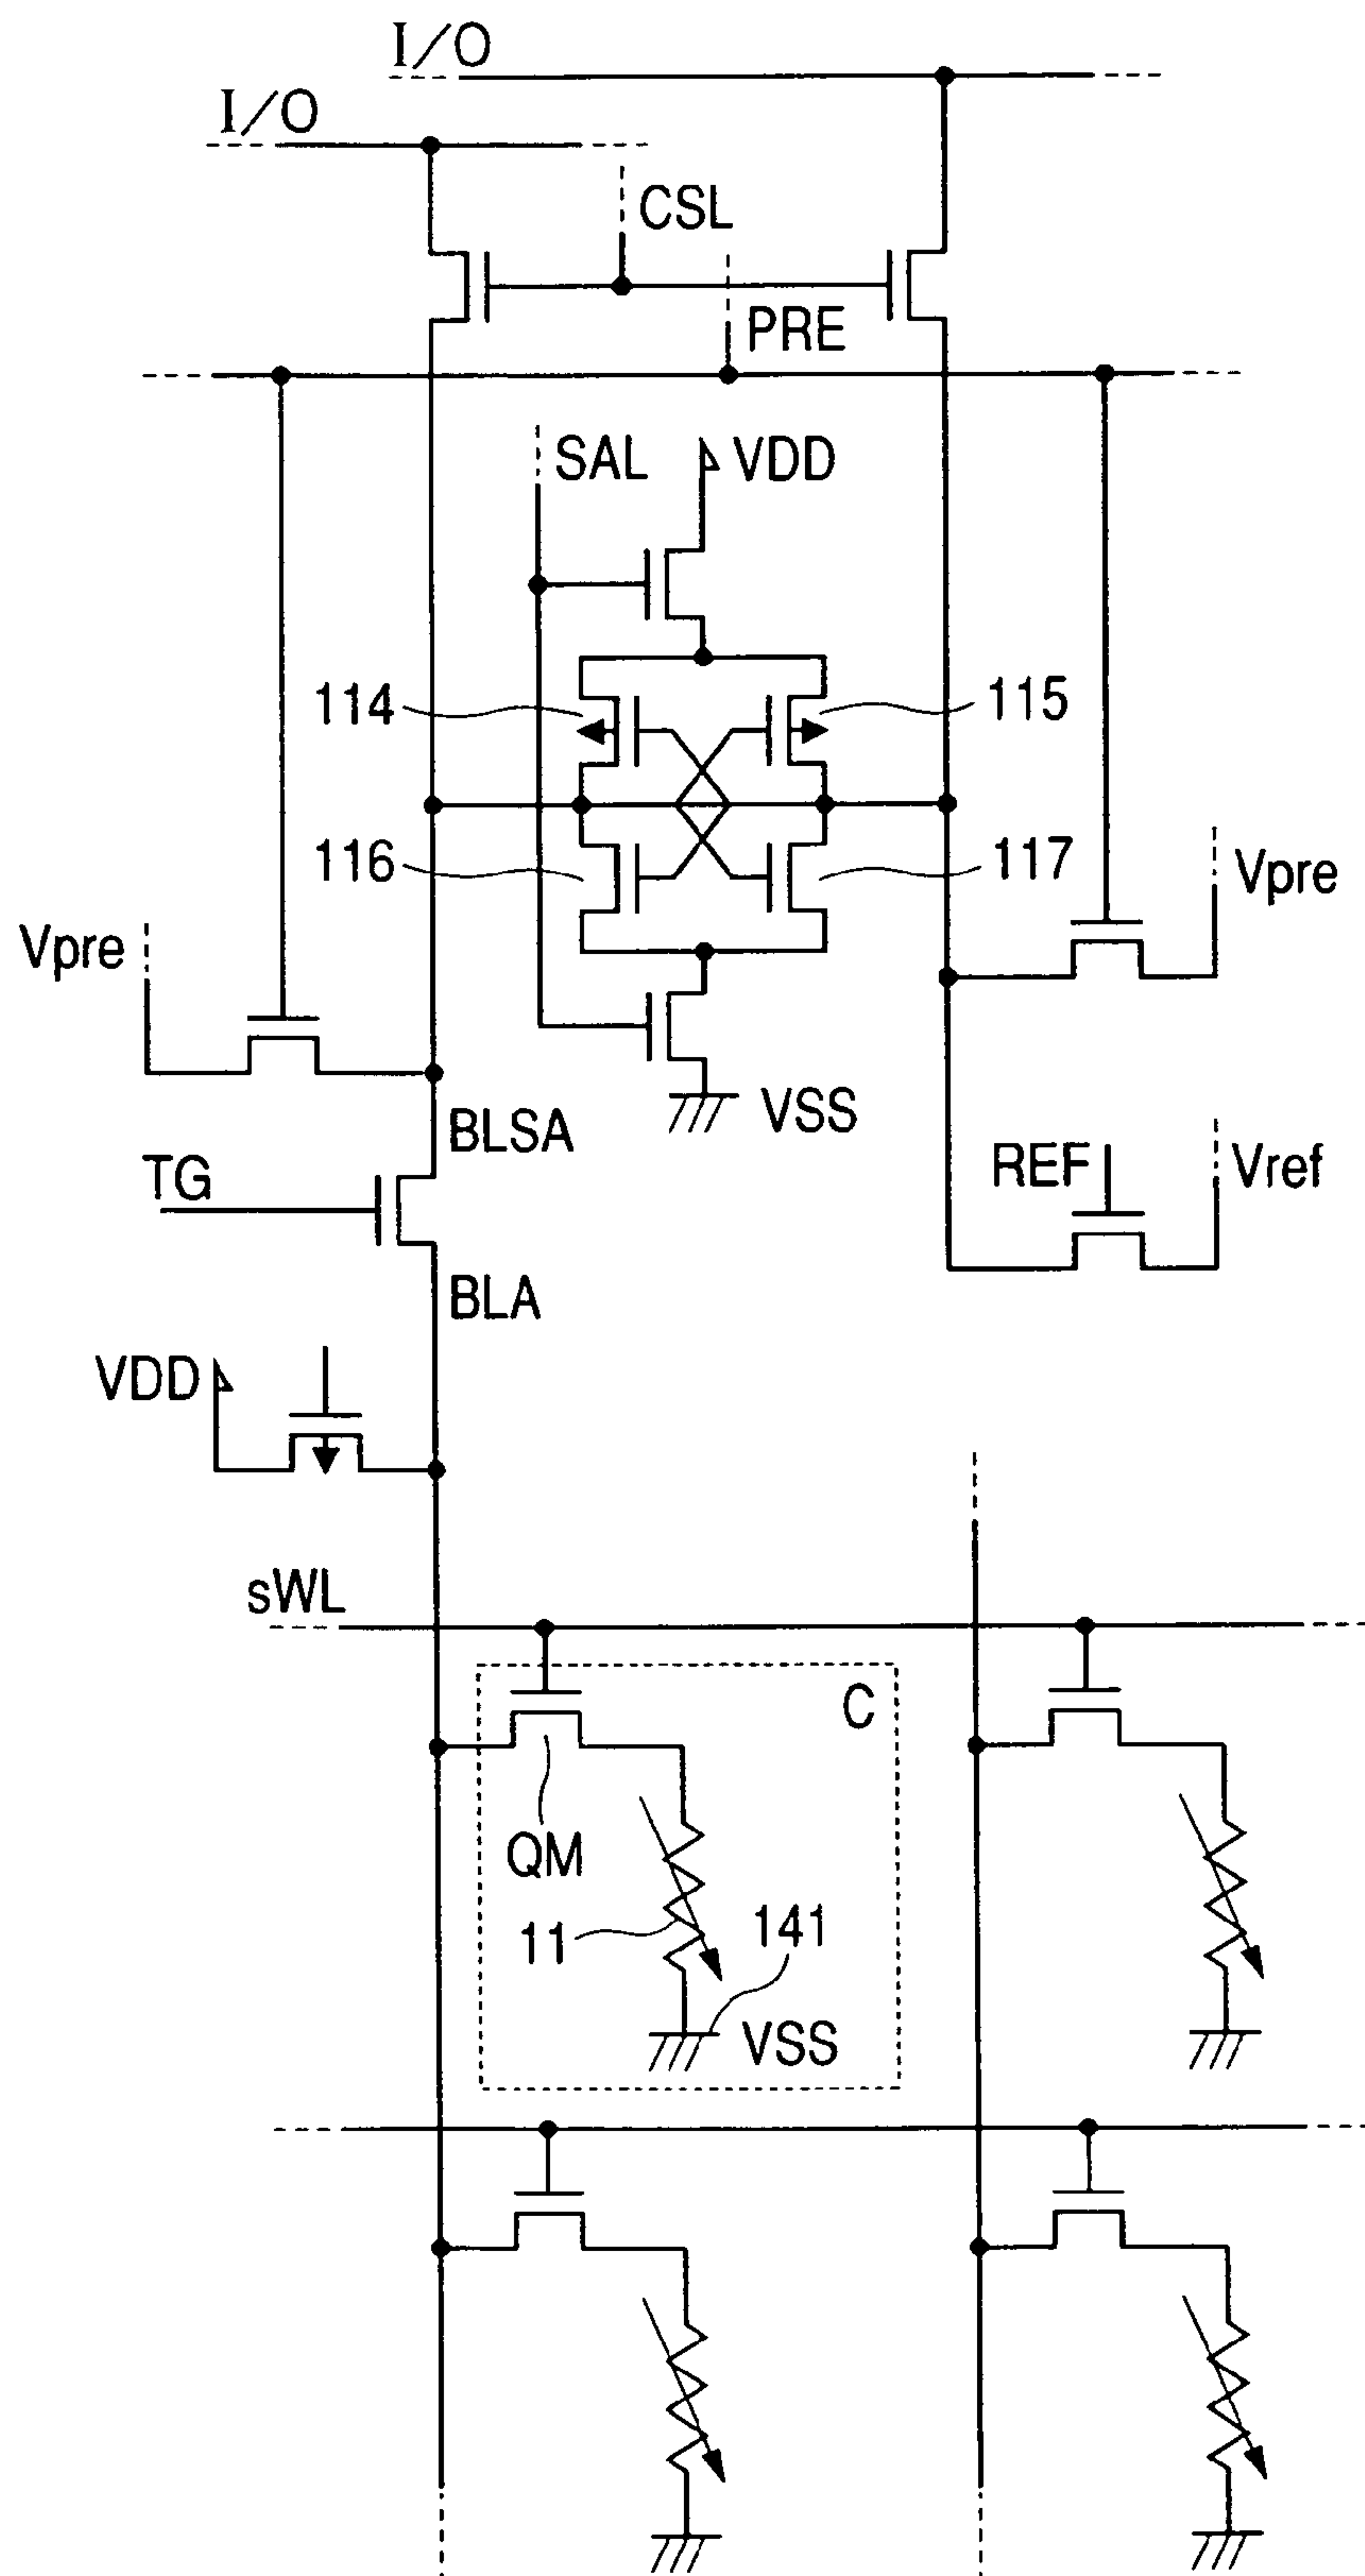 I/O
I/O
CSL
PRE
SAL
VDD
114
115
116
117
Vpre
Vpre
VSS
BLSA
TG
REF
Vref
BLA
VDD
sWL
C
QM
11
141
VSS